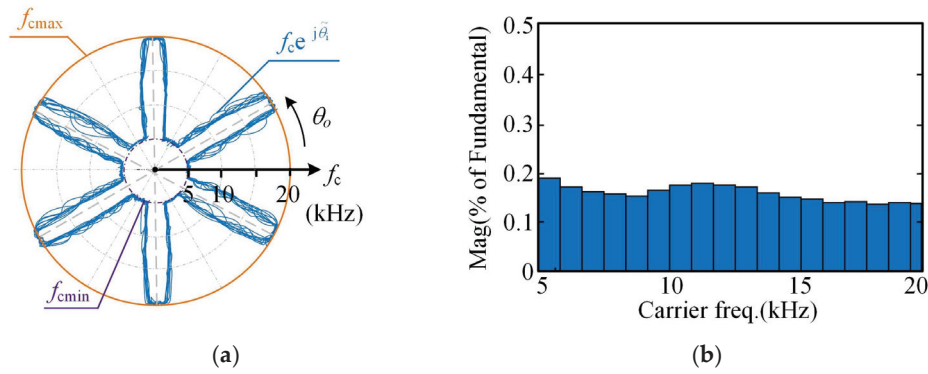 f_cmax
f_c e^{jθ̃_i}
θ_o
f_c
5 10 20
(kHz)
f_cmin
(a)
Mag(% of Fundamental)
0.5
0.4
0.3
0.2
0.1
0
5 10 15 20
Carrier freq.(kHz)
(b)